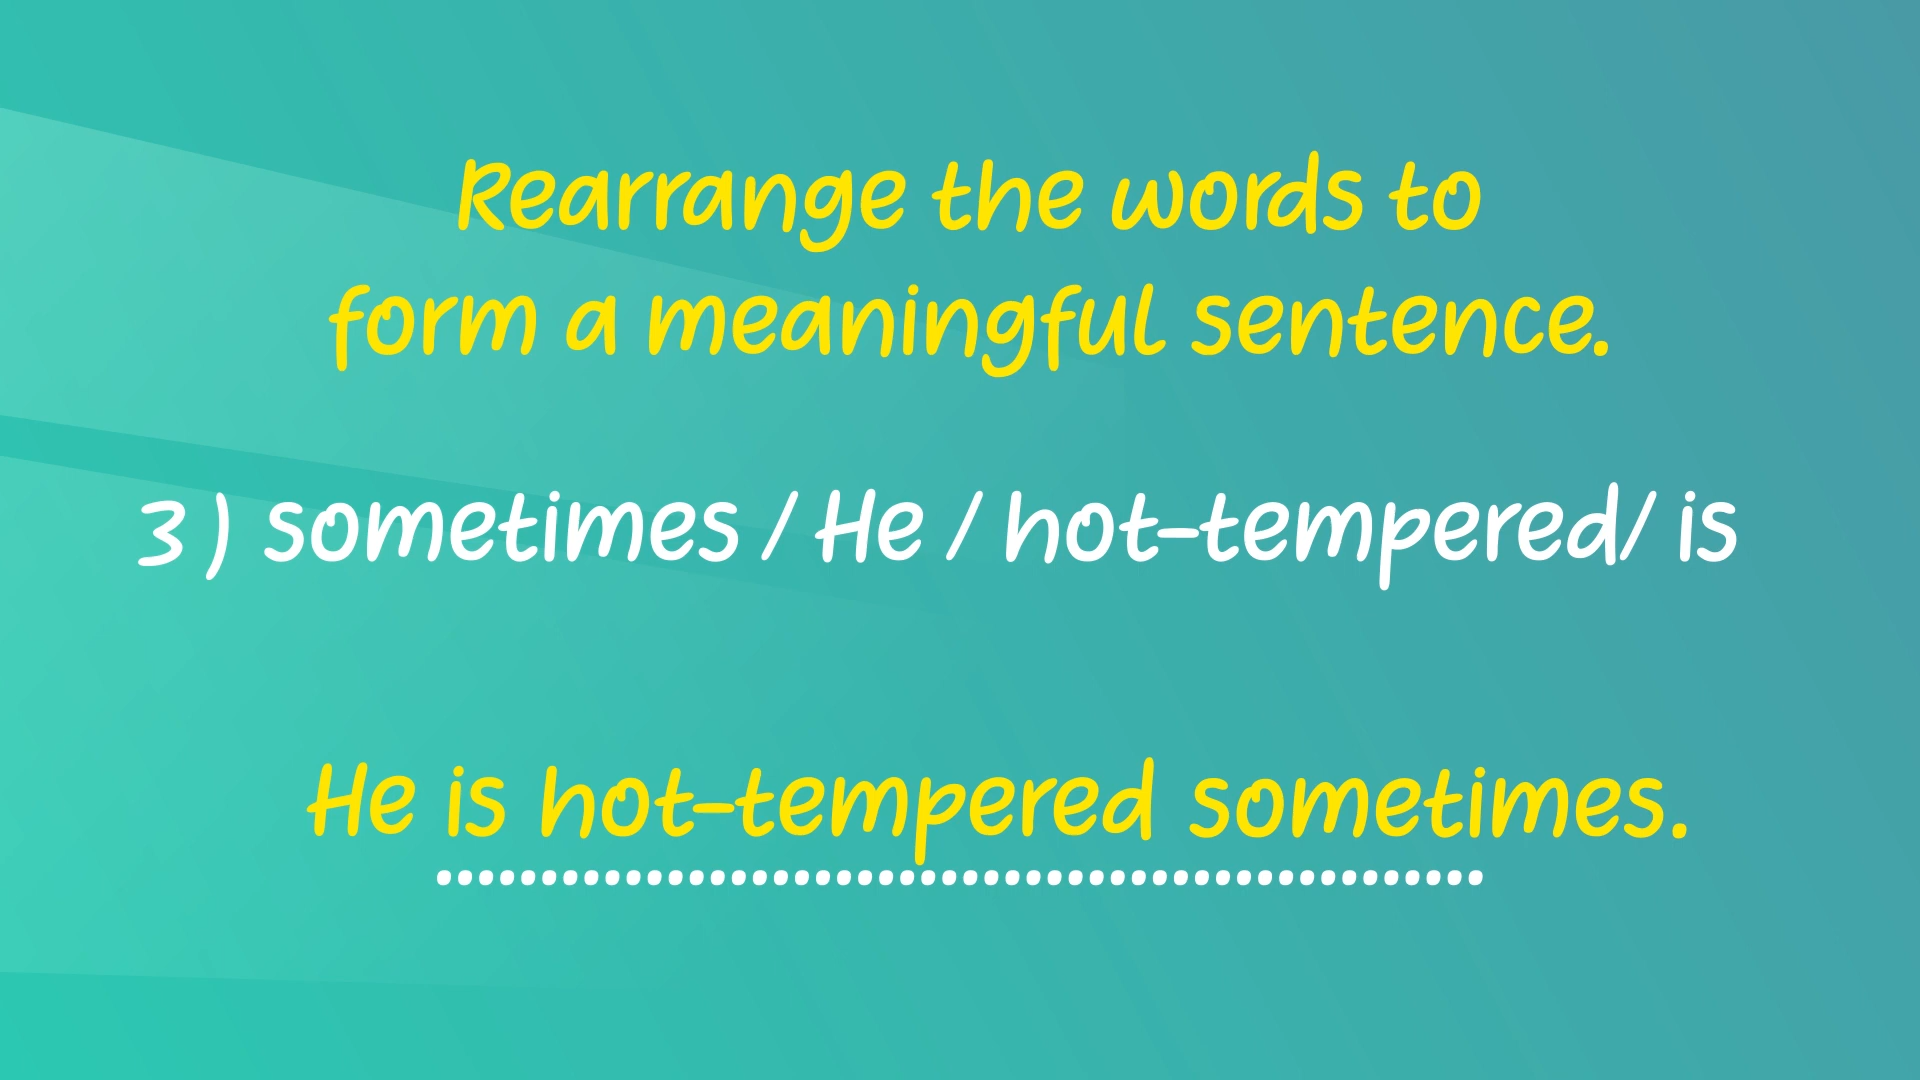 Rearrange the words to
form a meaningful sentence.
3) sometimes / He / hot-tempered/ is
He is hot-tempered sometimes.